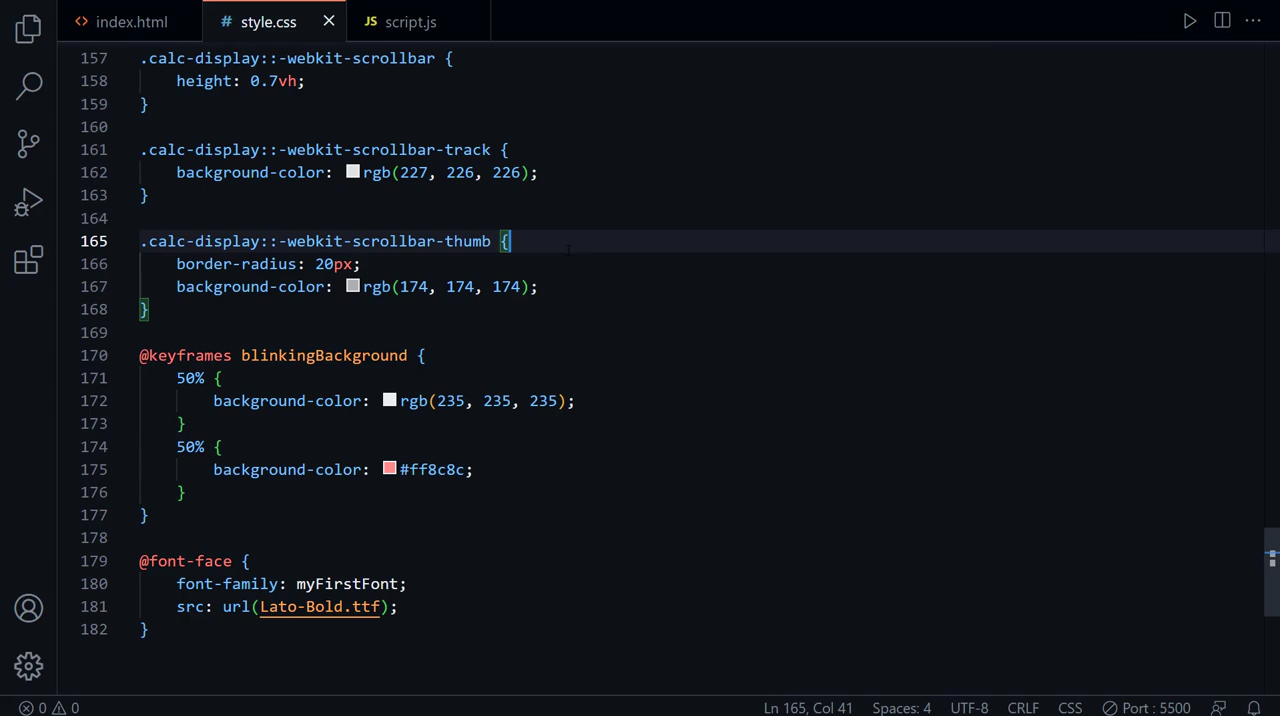 index.html
# style.css
JS script.js
157 .calc-display::-webkit-scrollbar {
158 height: 0.7vh;
159 }
160
161 .calc-display::-webkit-scrollbar-track {
162 background-color: rgb(227, 226, 226);
163 }
164
165 .calc-display::-webkit-scrollbar-thumb {
166 border-radius: 20px;
167 background-color: rgb(174, 174, 174);
168 }
169
170 @keyframes blinkingBackground {
171 50% {
172 background-color: rgb(235, 235, 235);
173 }
174 50% {
175 background-color: #ff8c8c;
176 }
177 }
178
179 @font-face {
180 font-family: myFirstFont;
181 src: url(Lato-Bold.ttf);
182 }
0 0 Ln 165, Col 41 Spaces: 4 UTF-8 CRLF CSS Port : 5500